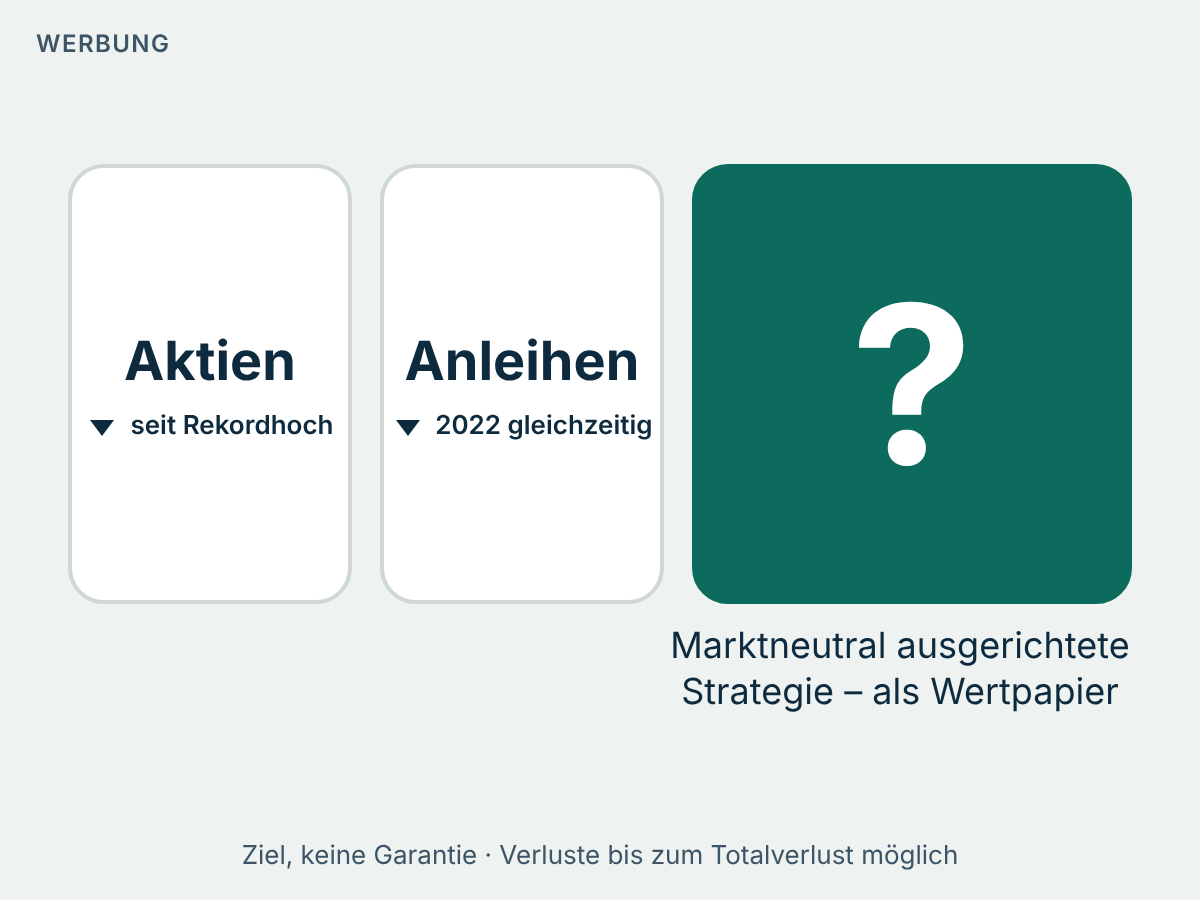 WERBUNG
Aktien
▼ seit Rekordhoch
Anleihen
▼ 2022 gleichzeitig
?
Marktneutral ausgerichtete
Strategie – als Wertpapier
Ziel, keine Garantie · Verluste bis zum Totalverlust möglich